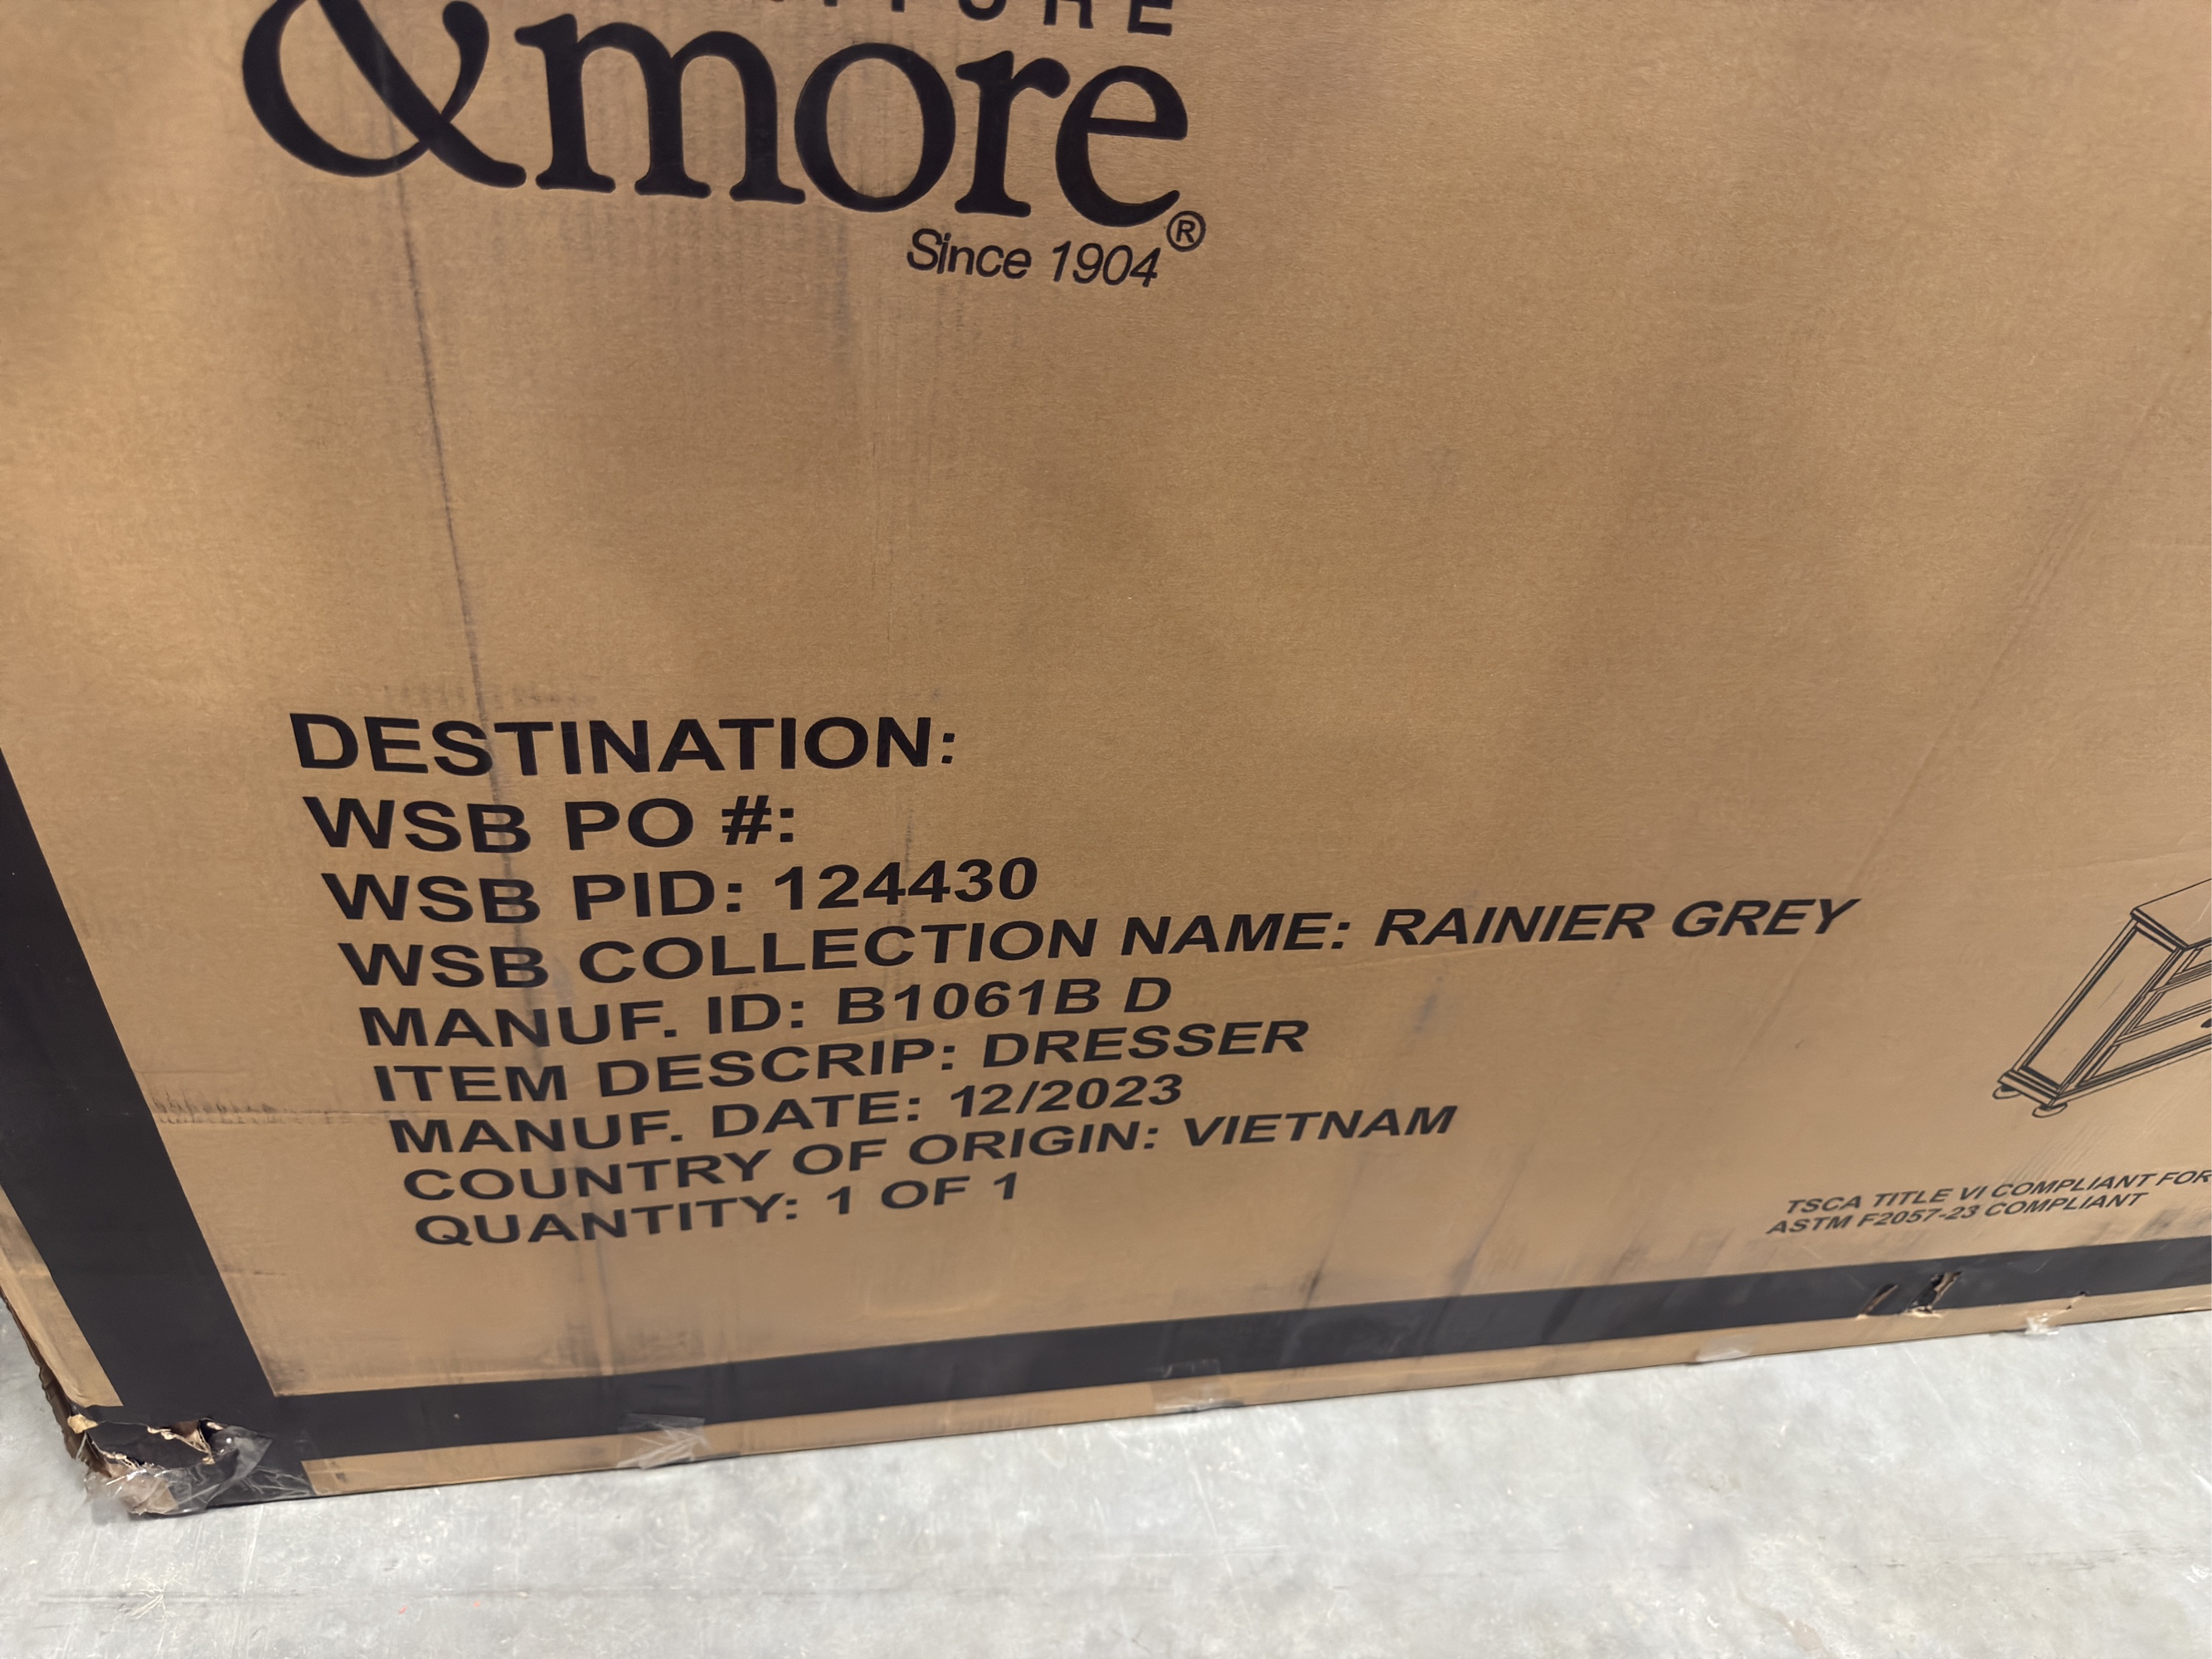 &more®
Since 1904
DESTINATION:
WSB PO #:
WSB PID: 124430
WSB COLLECTION NAME: RAINIER GREY
MANUF. ID: B1061B D
ITEM DESCRIP: DRESSER
MANUF. DATE: 12/2023
COUNTRY OF ORIGIN: VIETNAM
QUANTITY: 1 OF 1
TSCA TITLE VI COMPLIANT FOR
ASTM F2057-23 COMPLIANT